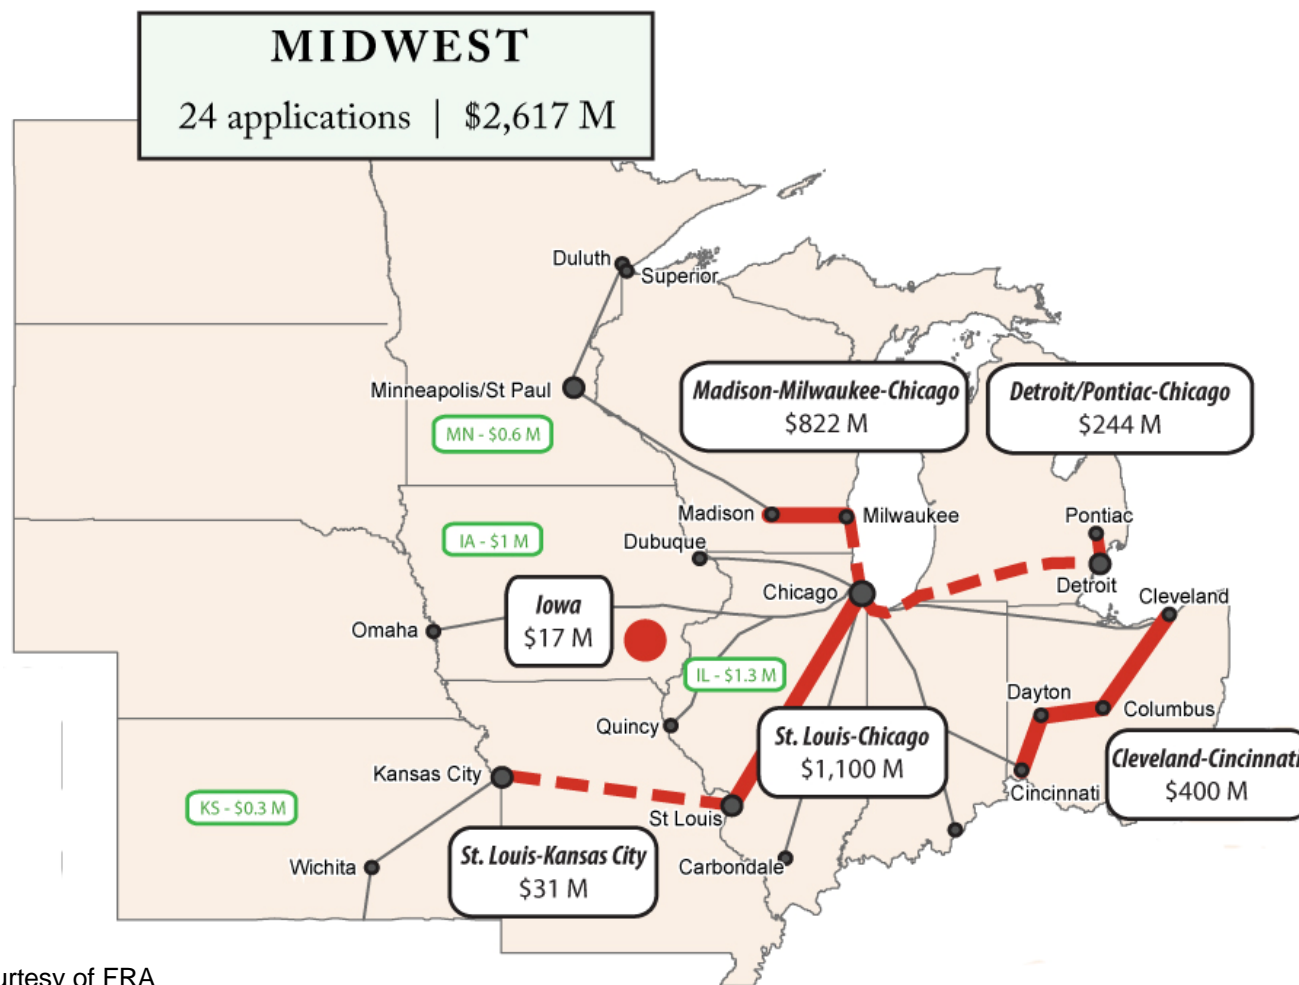 MIDWEST
24 applications | $2,617 M
Duluth
Superior
Minneapolis/St Paul
Madison-Milwaukee-Chicago
$822 M
Detroit/Pontiac-Chicago
$244 M
MN - $0.6 M
Madison
Milwaukee
Pontiac
IA - $1 M
Dubuque
Detroit
Chicago
Cleveland
Iowa
$17 M
Omaha
IL - $1.3 M
Dayton
Columbus
Quincy
St. Louis-Chicago
$1,100 M
Cleveland-Cincinnati
$400 M
Kansas City
Cincinnati
KS - $0.3 M
St Louis
St. Louis-Kansas City
$31 M
Wichita
Carbondale
urtesy of FRA